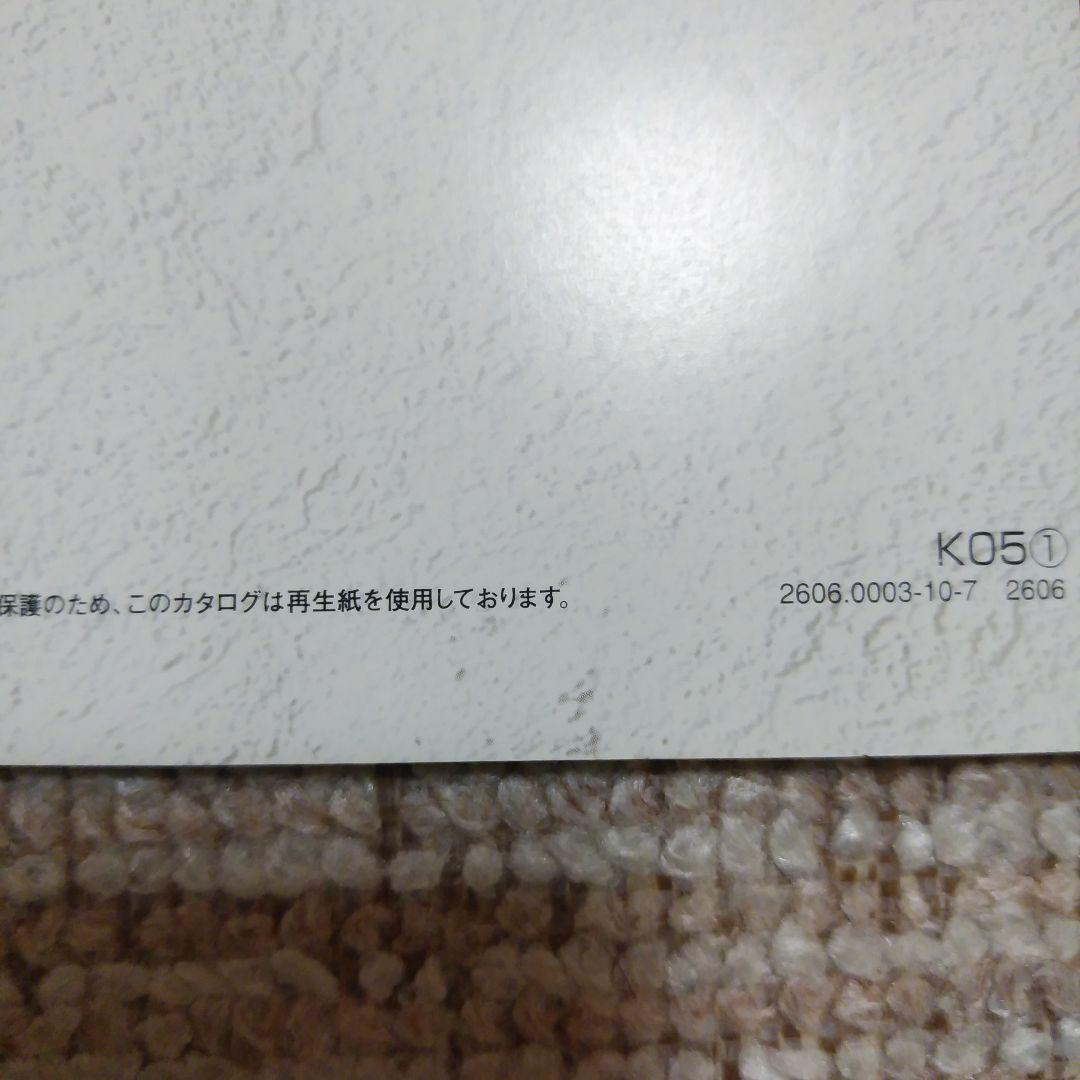 K05①
保護のため、このカタログは再生紙を使用しております。
2606.0003-10-7 2606